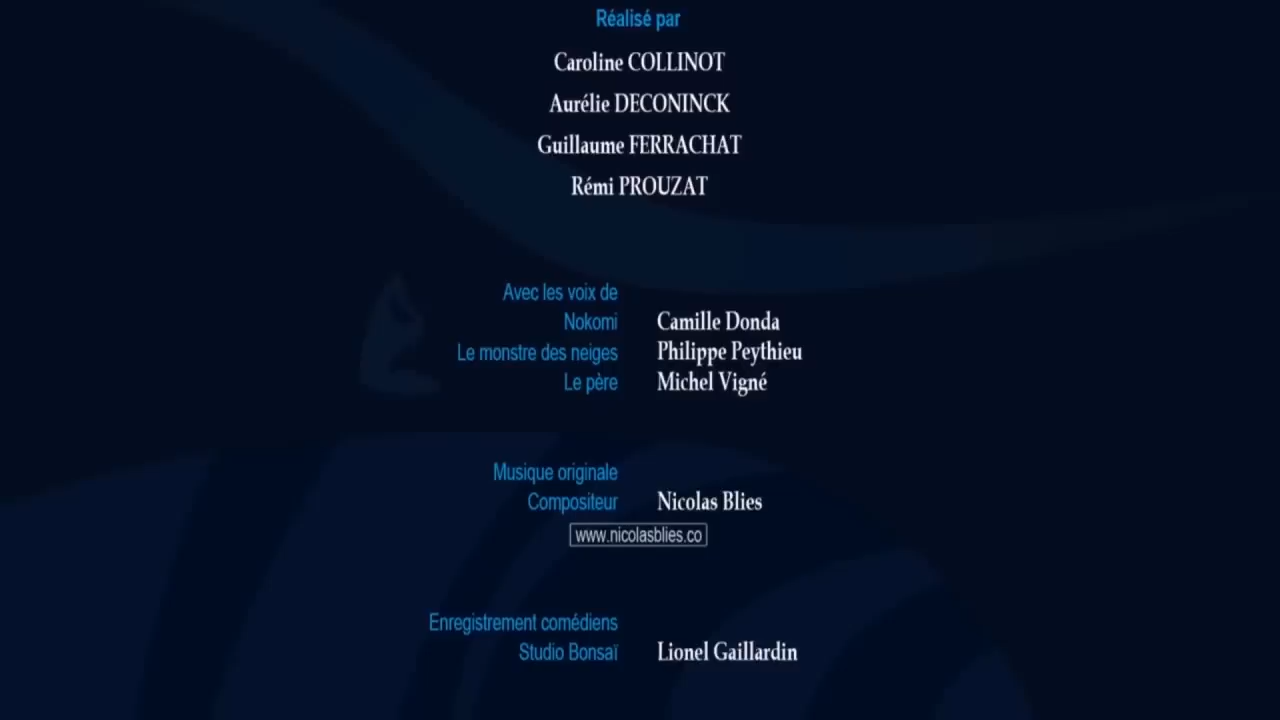 Réalisé par
Caroline COLLINOT
Aurélie DECONINCK
Guillaume FERRACHAT
Rémi PROUZAT
Avec les voix de
Nokomi Camille Donda
Le monstre des neiges Philippe Peythieu
Le père Michel Vigné
Musique originale
Compositeur Nicolas Blies
www.nicolasblies.co
Enregistrement comédiens
Studio Bonsaï Lionel Gaillardin